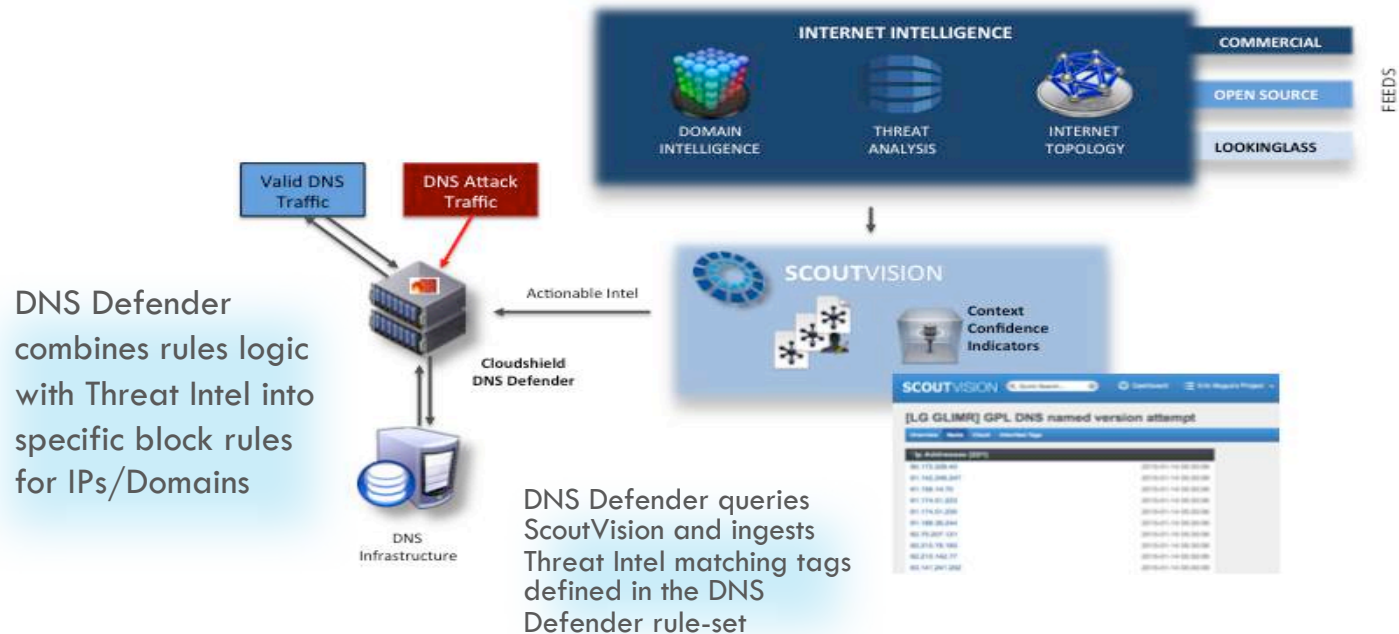 INTERNET INTELLIGENCE
DOMAIN
INTELLIGENCE
THREAT
ANALYSIS
INTERNET
TOPOLOGY
COMMERCIAL
OPEN SOURCE
LOOKINGLASS
FEEDS
Valid DNS
Traffic
DNS Attack
Traffic
Actionable Intel
SCOUTVISION
Context
Confidence
Indicators
Cloudshield
DNS Defender
DNS Defender
combines rules logic
with Threat Intel into
specific block rules
for IPs/Domains
DNS
Infrastructure
DNS Defender queries
ScoutVision and ingests
Threat Intel matching tags
defined in the DNS
Defender rule-set
SCOUTVISION
Dashboard
[LG GLIMR] GPL DNS named version attempt